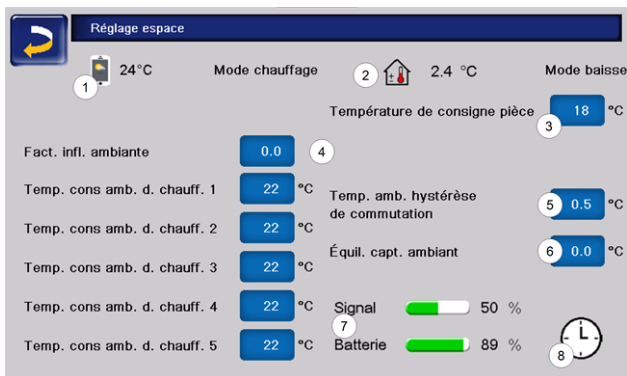 Réglage espace
1 24°C Mode chauffage 2 2.4 °C Mode baisse
Température de consigne pièce 3 18 °C
Fact. infl. ambiante 0.0 4
Temp. cons amb. d. chauff. 1 22 °C
Temp. amb. hystérèse
de commutation 5 0.5 °C
Temp. cons amb. d. chauff. 2 22 °C
Équil. capt. ambiant 6 0.0 °C
Temp. cons amb. d. chauff. 3 22 °C
Temp. cons amb. d. chauff. 4 22 °C
Signal 50 %
7
Temp. cons amb. d. chauff. 5 22 °C
Batterie 89 %
8